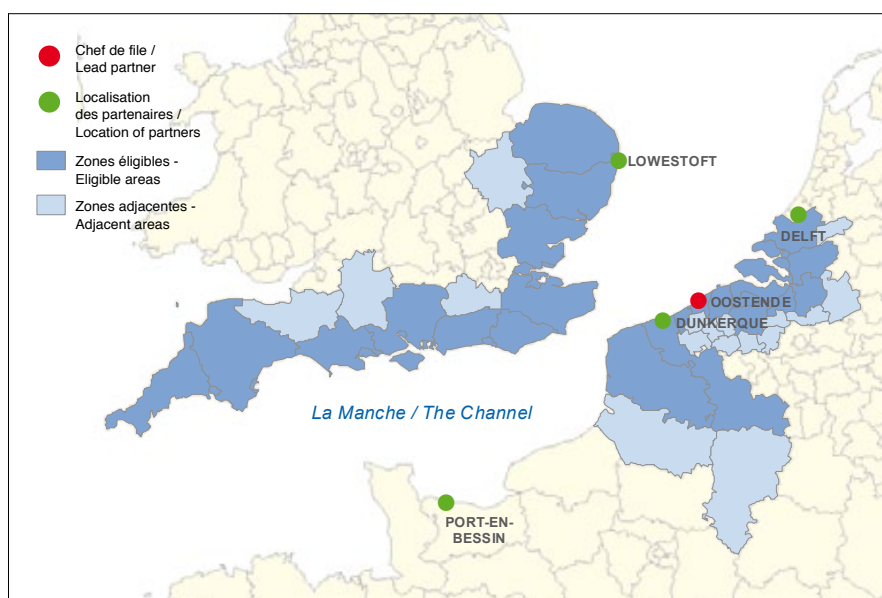 Chef de file /
Lead partner
Localisation
des partenaires /
Location of partners
Zones éligibles -
Eligible areas
Zones adjacentes -
Adjacent areas
LOWESTOFT
DELFT
OOSTENDE
DUNKERQUE
La Manche / The Channel
PORT-EN-
BESSIN